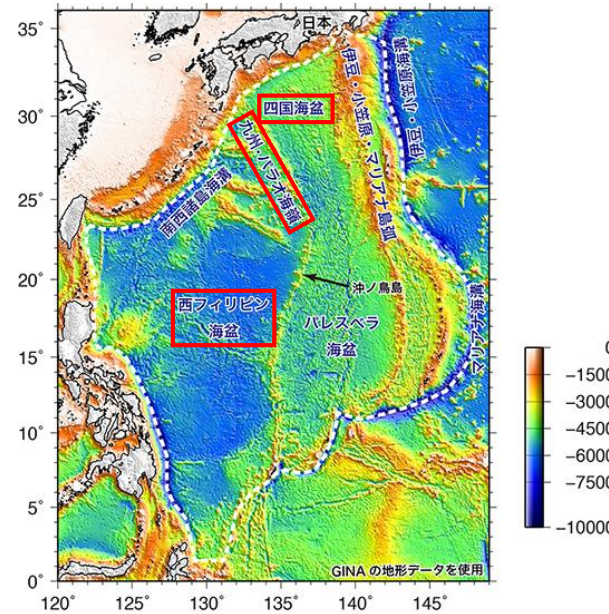 日本
35°
30°
25°
20°
15°
10°
5°
0°
四国海盆
九州・パラオ海嶺
伊豆・小笠原・マリアナ島弧
伊豆・小笠原海溝
南西諸島海溝
沖ノ鳥島
西フィリピン
海盆
パレスベラ
海盆
マリアナ海溝
GINA の地形データを使用
120°
125°
130°
135°
140°
145°
0
-1500
-3000
-4500
-6000
-7500
-10000